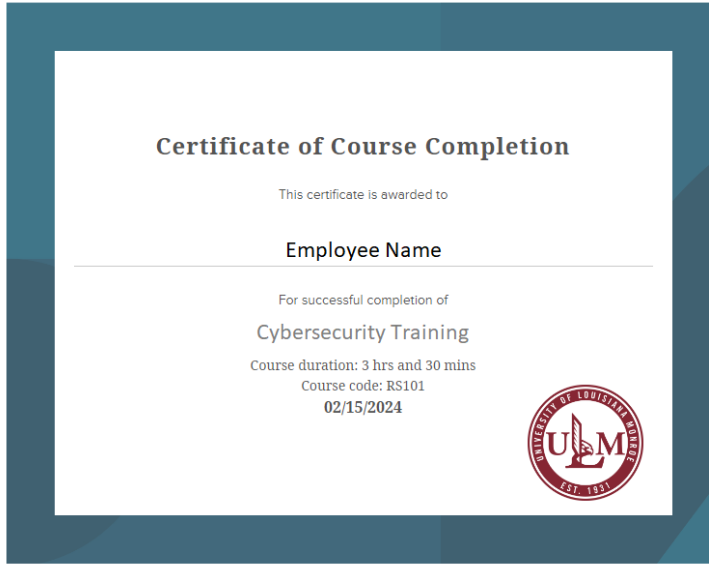 Certificate of Course Completion
This certificate is awarded to
Employee Name
For successful completion of
Cybersecurity Training
Course duration: 3 hrs and 30 mins
Course code: RS101
02/15/2024
UNIVERSITY OF LOUISIANA MONROE
ULM
EST. 1931